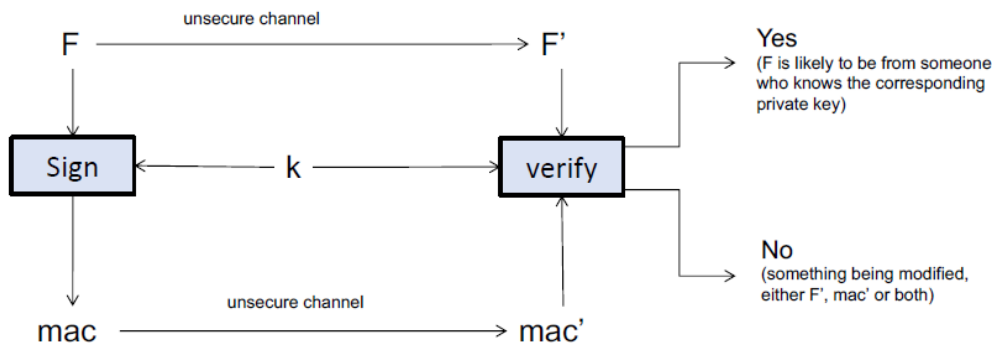 unsecure channel
F
F’
Yes
(F is likely to be from someone
who knows the corresponding
private key)
Sign
k
verify
No
(something being modified,
either F’, mac’ or both)
unsecure channel
mac
mac’